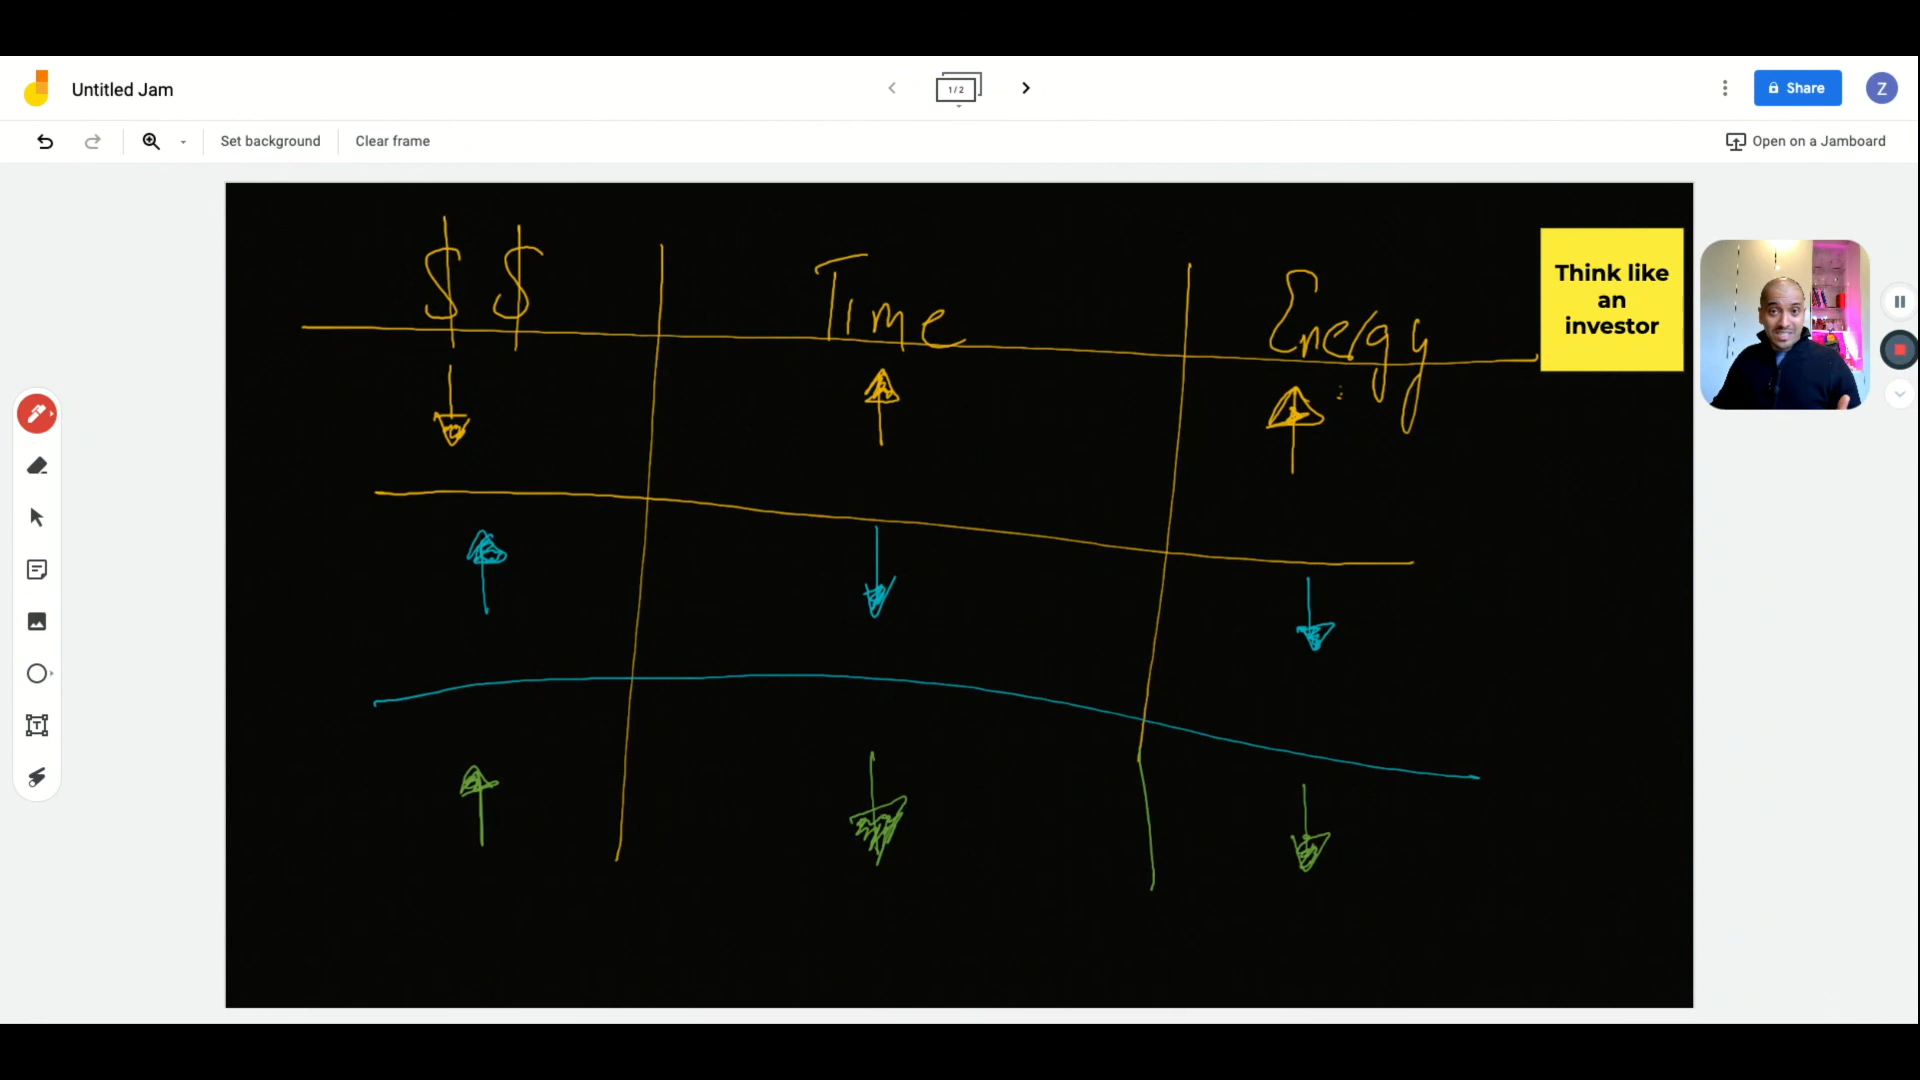 Untitled Jam
1/2
Share
Z
Set background
Clear frame
Open on a Jamboard
$ $
Time
Energy
Think like
an
investor